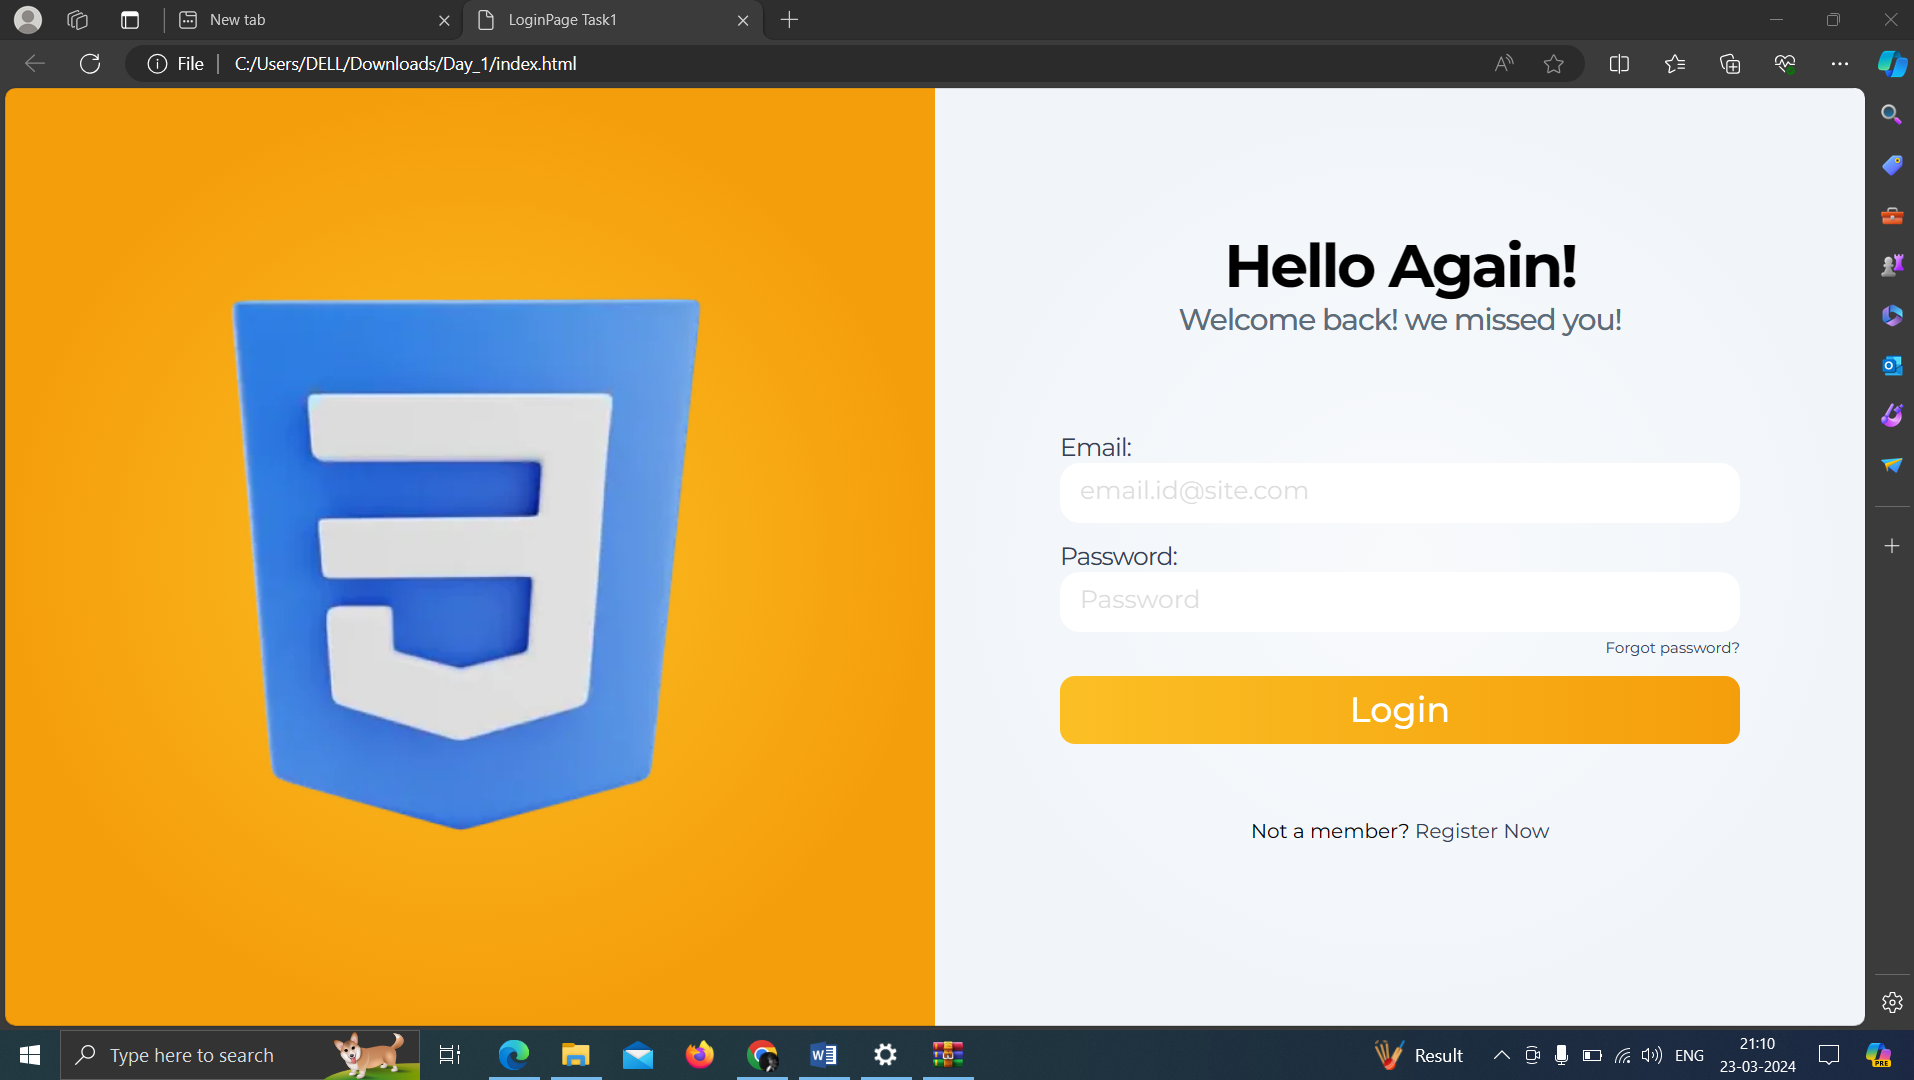 New tab
LoginPage Task1
File
C:/Users/DELL/Downloads/Day_1/index.html
Hello Again!
Welcome back! we missed you!
Email:
email.id@site.com
Password:
Password
Forgot password?
Login
Not a member? Register Now
Type here to search
Result
ENG
21:10
23-03-2024
PRE